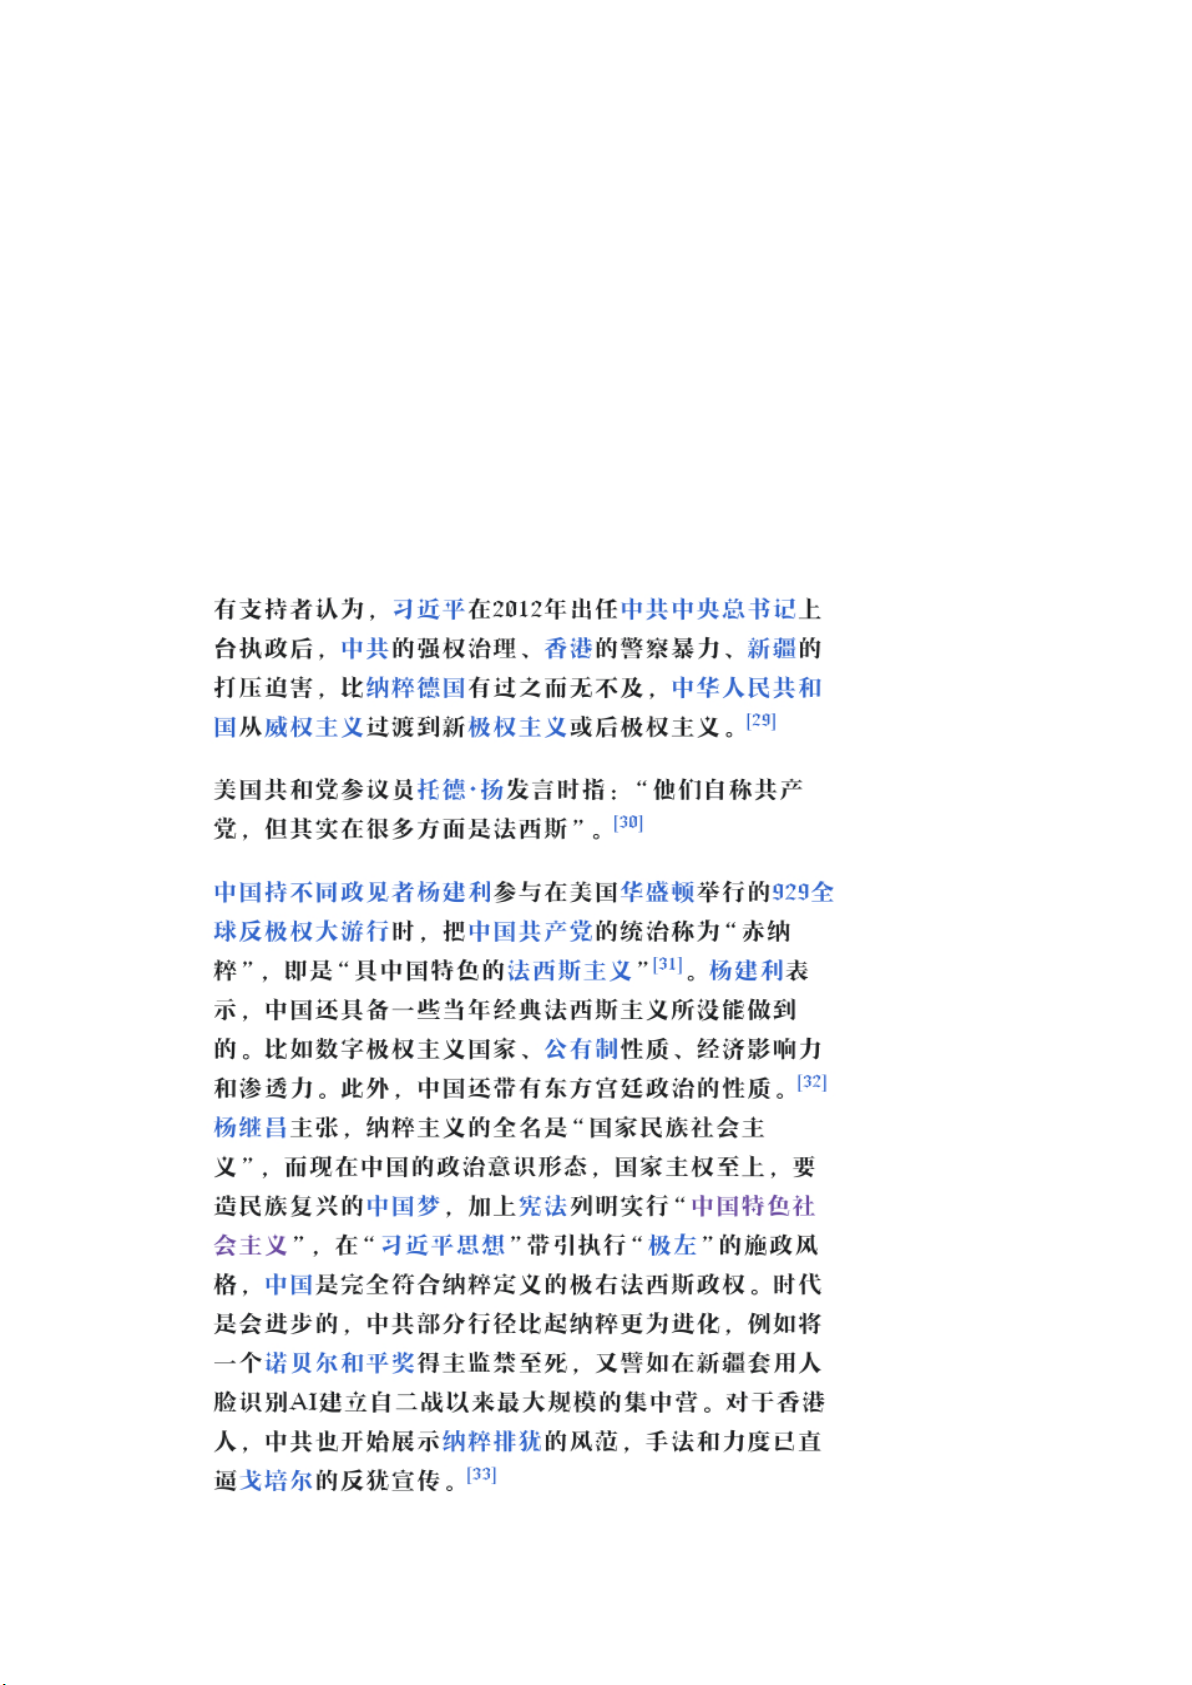 有支持者认为，习近平在2012年出任中共中央总书记上
台执政后，中共的强权治理、香港的警察暴力、新疆的
打压迫害，比纳粹德国有过之而无不及，中华人民共和
国从威权主义过渡到新极权主义或后极权主义。[29]
美国共和党参议员托德·扬发言时指：“他们自称共产
党，但其实在很多方面是法西斯”。[30]
中国持不同政见者杨建利参与在美国华盛顿举行的929全
球反极权大游行时，把中国共产党的统治称为“赤纳
粹”，即是“具中国特色的法西斯主义”[31]。杨建利表
示，中国还具备一些当年经典法西斯主义所没能做到
的。比如数字极权主义国家、公有制性质、经济影响力
和渗透力。此外，中国还带有东方宫廷政治的性质。[32]
杨继昌主张，纳粹主义的全名是“国家民族社会主
义”，而现在中国的政治意识形态，国家主权至上，要
造民族复兴的中国梦，加上宪法列明实行“中国特色社
会主义”，在“习近平思想”带引执行“极左”的施政风
格，中国是完全符合纳粹定义的极右法西斯政权。时代
是会进步的，中共部分行径比起纳粹更为进化，例如将
一个诺贝尔和平奖得主监禁至死，又譬如在新疆套用人
脸识别AI建立自二战以来最大规模的集中营。对于香港
人，中共也开始展示纳粹排犹的风范，手法和力度已直
逼戈培尔的反犹宣传。[33]